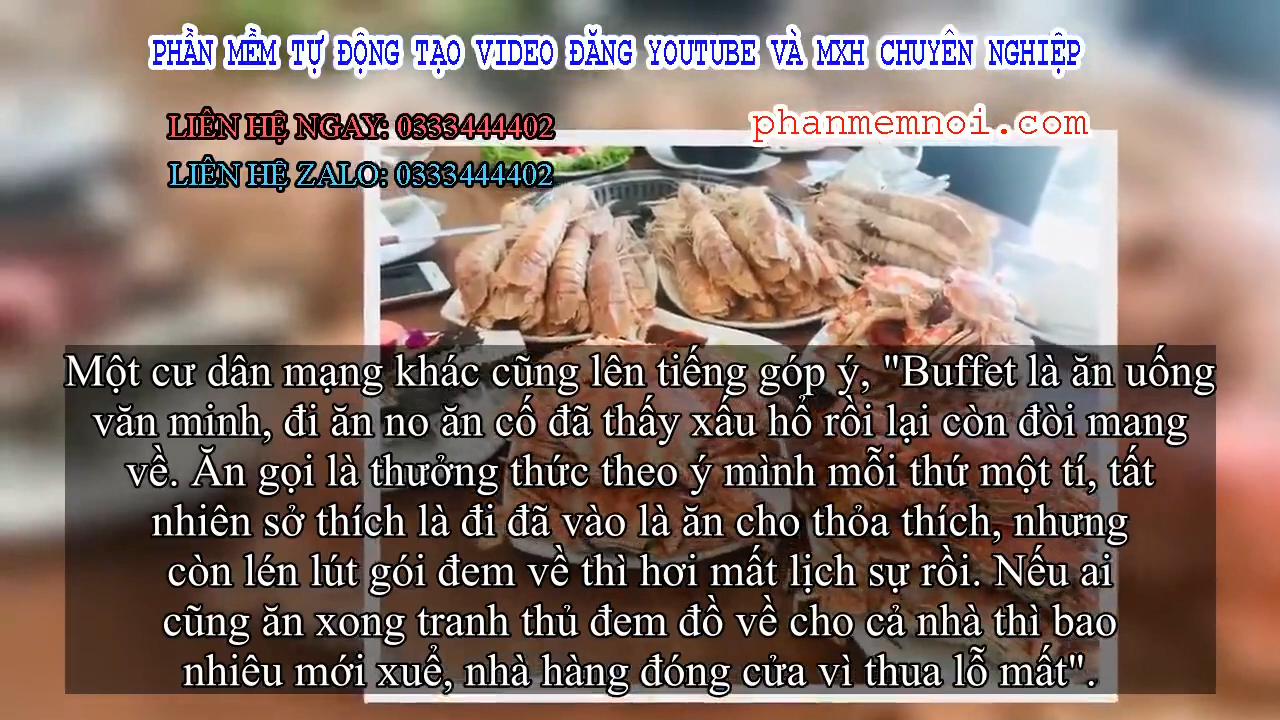 PHẦN MỀM TỰ ĐỘNG TẠO VIDEO ĐĂNG YOUTUBE VÀ MXH CHUYÊN NGHIỆP
LIÊN HỆ NGAY: 0333444402
phanmemnoi.com
LIÊN HỆ ZALO: 0333444402
Một cư dân mạng khác cũng lên tiếng góp ý, "Buffet là ăn uống
văn minh, đi ăn no ăn cố đã thấy xấu hổ rồi lại còn đòi mang
về. Ăn gọi là thưởng thức theo ý mình mỗi thứ một tí, tất
nhiên sở thích là đi đã vào là ăn cho thỏa thích, nhưng
còn lén lút gói đem về thì hơi mất lịch sự rồi. Nếu ai
cũng ăn xong tranh thủ đem đồ về cho cả nhà thì bao
nhiêu mới xuể, nhà hàng đóng cửa vì thua lỗ mất".